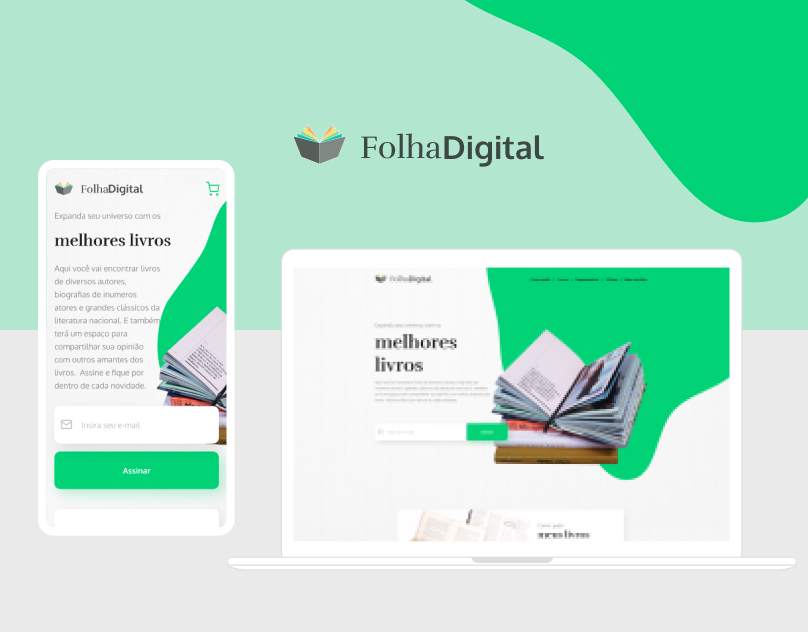 FolhaDigital
FolhaDigital
Expanda seu universo com os
melhores livros
Aqui você vai encontrar livros
de diversos autores,
biografias de inumeros
atores e grandes clássicos da
literatura nacional. E também
terá um espaço para
compartilhar sua opinião
com outros amantes dos
livros. Assine e fique por
dentro de cada novidade.
Insira seu e-mail
Assinar
FolhaDigital
Expanda seu universo com os
melhores
livros
meus livros